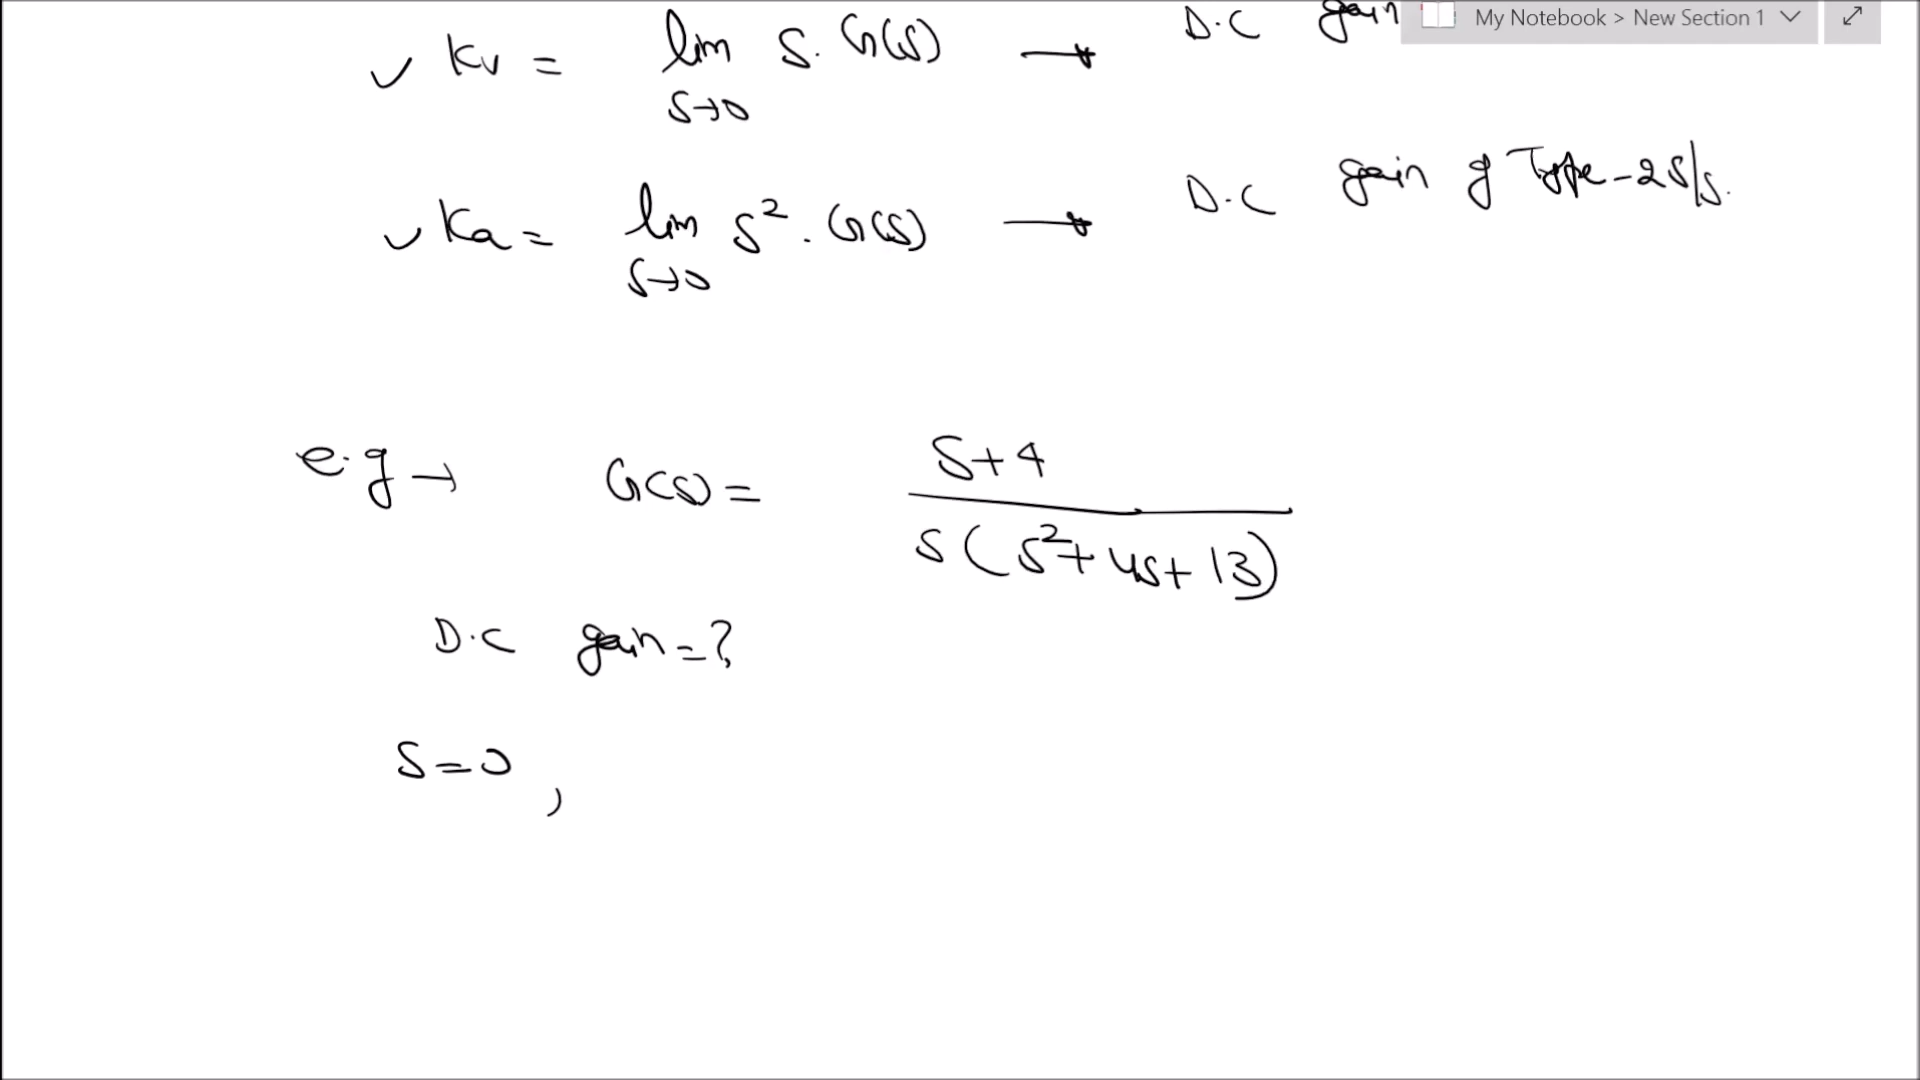 My Notebook > New Section 1
✓ Kv = lim s. G(s) → D.C gain
s→0
✓ Ka = lim s². G(s) → D.C gain of Type-2 s/s.
s→0
e.g → G(s) = s+4
s(s²+4s+13)
D.C gain = ?
s=0,